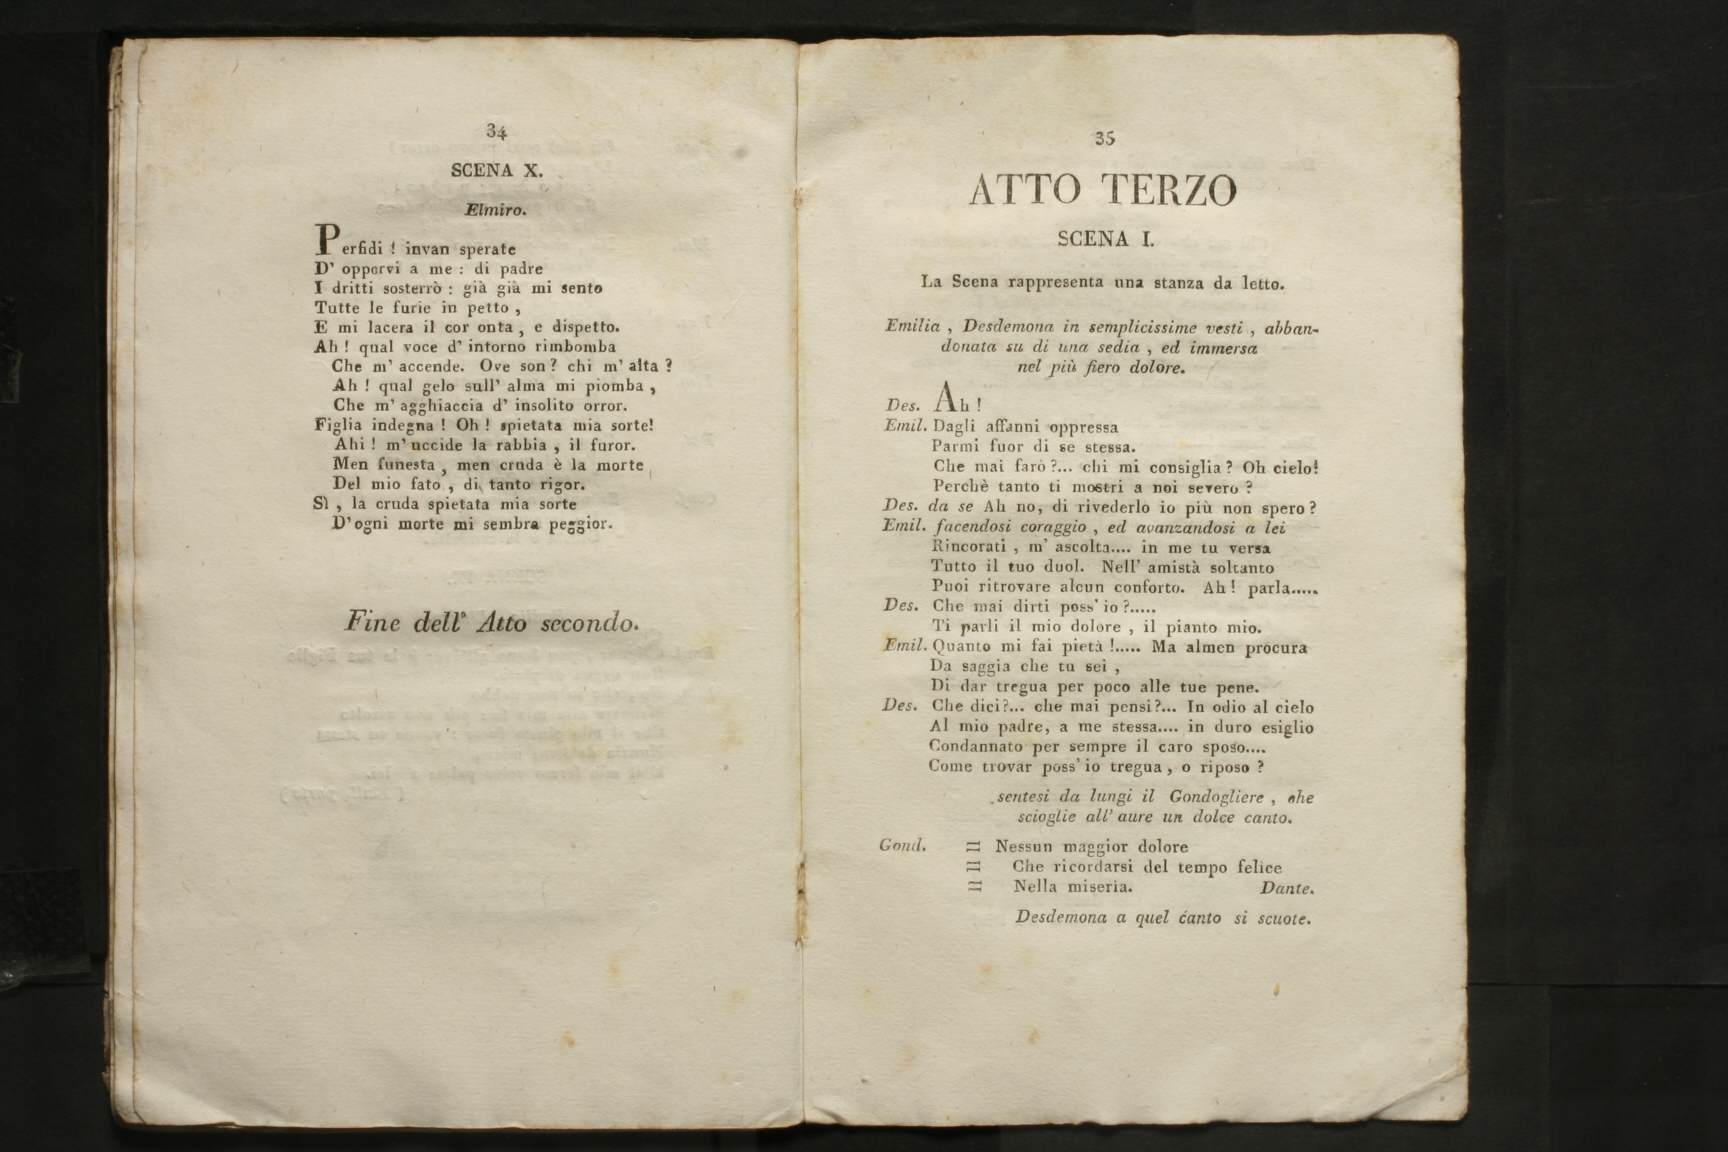 34
SCENA X.
Elmiro.
Perfidi ! invan sperate
D' opporvi a me : di padre
I dritti sosterrò : già già mi sento
Tutte le furie in petto ,
E mi lacera il cor onta , e dispetto.
Ah ! qual voce d' intorno rimbomba
Che m' accende. Ove son ? chi m' aita ?
Ah ! qual gelo sull' alma mi piomba ,
Che m' agghiaccia d' insolito orror.
Figlia indegna ! Oh ! spietata mia sorte!
Ahi ! m' uccide la rabbia , il furor.
Men funesta , men cruda è la morte
Del mio fato , di tanto rigor.
Sì , la cruda spietata mia sorte
D'ogni morte mi sembra peggior.
Fine dell' Atto secondo.
35
ATTO TERZO
SCENA I.
La Scena rappresenta una stanza da letto.
Emilia , Desdemona in semplicissime vesti , abban-
donata su di una sedia , ed immersa
nel più fiero dolore.
Des. Ah !
Emil. Dagli affanni oppressa
Parmi fuor di se stessa.
Che mai farò ?... chi mi consiglia ? Oh cielo!
Perchè tanto ti mostri a noi severo ?
Des. da se Ah no, di rivederlo io più non spero ?
Emil. facendosi coraggio , ed avanzandosi a lei
Rincorati , m' ascolta.... in me tu versa
Tutto il tuo duol. Nell' amistà soltanto
Puoi ritrovare alcun conforto. Ah ! parla.....
Des. Che mai dirti poss' io ?.....
Ti parli il mio dolore , il pianto mio.
Emil. Quanto mi fai pietà !..... Ma almen procura
Da saggia che tu sei ,
Di dar tregua per poco alle tue pene.
Des. Che dici ?... che mai pensi ?... In odio al cielo
Al mio padre, a me stessa.... in duro esiglio
Condannato per sempre il caro sposo....
Come trovar poss' io tregua , o riposo ?
sentesi da lungi il Gondogliere , che
scioglie all' aure un dolce canto.
Gond. = Nessun maggior dolore
= Che ricordarsi del tempo felice
= Nella miseria. Dante.
Desdemona a quel canto si scuote.